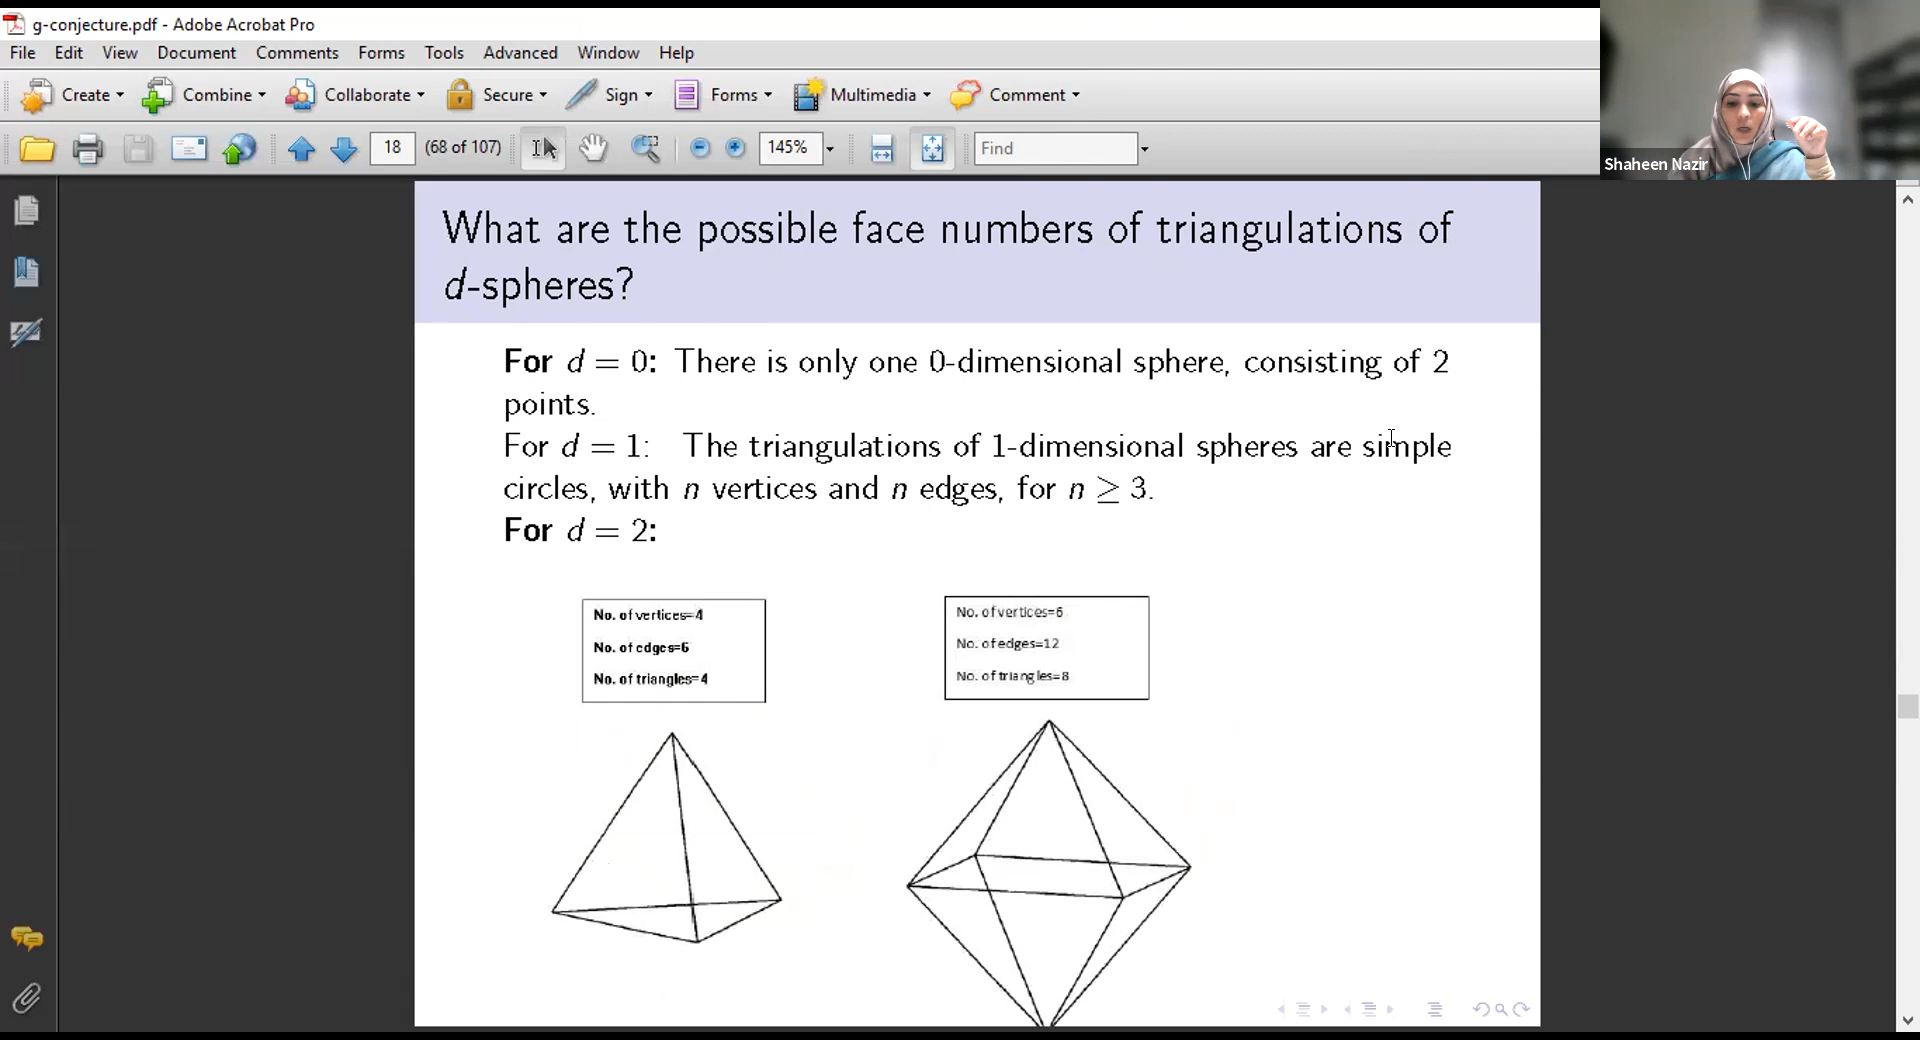 g-conjecture.pdf - Adobe Acrobat Pro
File Edit View Document Comments Forms Tools Advanced Window Help
Create Combine Collaborate Secure Sign Forms Multimedia Comment
18 (68 of 107) 145% Find
Shaheen Nazir
What are the possible face numbers of triangulations of
d-spheres?
For d = 0: There is only one 0-dimensional sphere, consisting of 2
points.
For d = 1: The triangulations of 1-dimensional spheres are simple
circles, with n vertices and n edges, for n ≥ 3.
For d = 2:
No. of vertices=4
No. of edges=6
No. of triangles=4
No. of vertices=6
No. of edges=12
No. of triangles=8